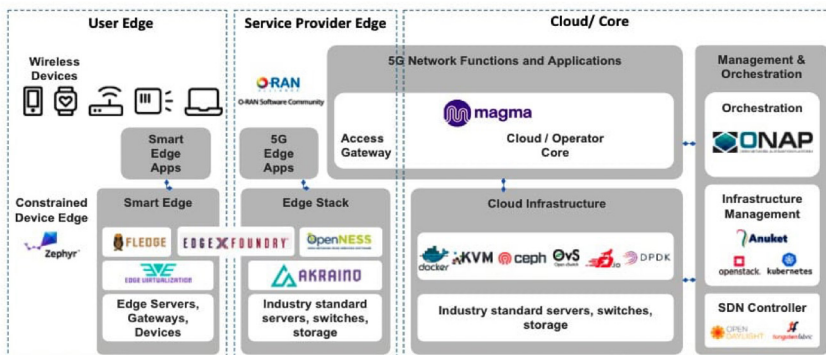 User Edge
Service Provider Edge
Cloud/ Core
Wireless
Devices
O-RAN
ALLIANCE
O-RAN Software Community
5G Network Functions and Applications
Management &
Orchestration
magma
Orchestration
Access
Gateway
Cloud / Operator
Core
ONAP
Smart
Edge
Apps
5G
Edge
Apps
Constrained
Device Edge
Zephyr
Smart Edge
FLEDGE
EDGE X FOUNDRY
EDGE VIRTUALIZATION
Edge Servers,
Gateways,
Devices
Edge Stack
OpenNESS
AKRAINO
Industry standard
servers, switches,
storage
Cloud Infrastructure
docker
KVM
ceph
OvS
Open vSwitch
DPDK
Industry standard servers, switches,
storage
Infrastructure
Management
Anuket
openstack.
kubernetes
SDN Controller
OPEN
DAYLIGHT
tungstenfabric